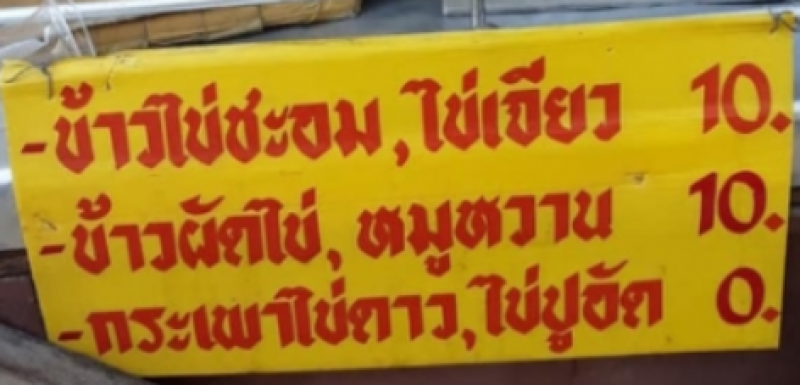 -ข้าวไข่ชะอม,ไข่เจียว 10.
-ข้าวผัดไข่, หมูหวาน 10.
-กระเพาไข่ดาว,ไข่ปูอัด 0.